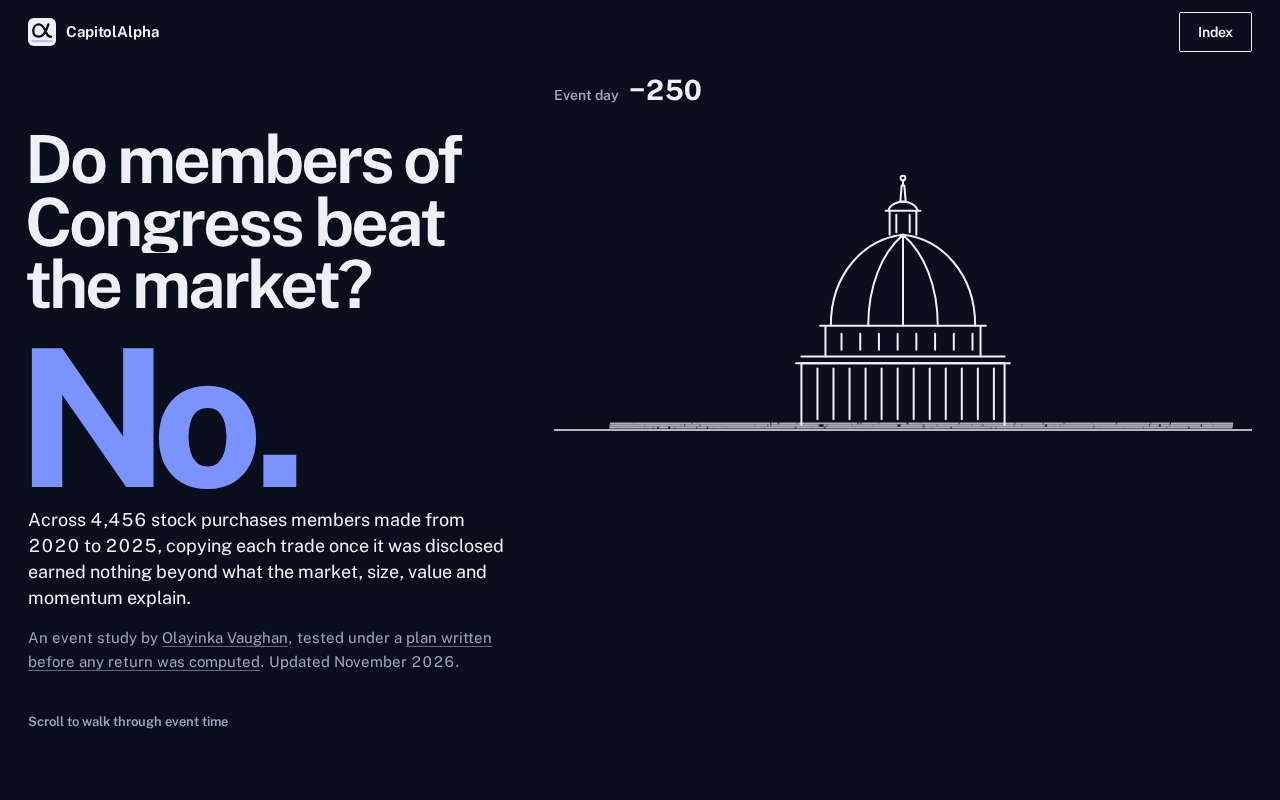 CapitolAlpha
Index
Event day −250
Do members of
Congress beat
the market?
No.
Across 4,456 stock purchases members made from
2020 to 2025, copying each trade once it was disclosed
earned nothing beyond what the market, size, value and
momentum explain.
An event study by Olayinka Vaughan, tested under a plan written
before any return was computed. Updated November 2026.
Scroll to walk through event time